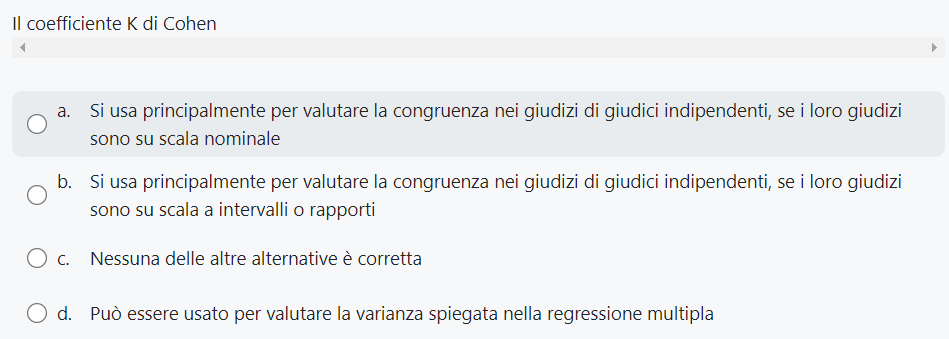 Il coefficiente K di Cohen
a. Si usa principalmente per valutare la congruenza nei giudizi di giudici indipendenti, se i loro giudizi
sono su scala nominale
b. Si usa principalmente per valutare la congruenza nei giudizi di giudici indipendenti, se i loro giudizi
sono su scala a intervalli o rapporti
c. Nessuna delle altre alternative è corretta
d. Può essere usato per valutare la varianza spiegata nella regressione multipla